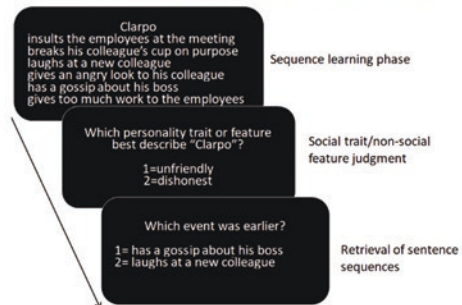 Clarpo
insults the employees at the meeting
breaks his colleague's cup on purpose
laughs at a new colleague
gives an angry look to his colleague
has a gossip about his boss
gives too much work to the employees
Sequence learning phase
Which personality trait or feature
best describe "Clarpo"?
1=unfriendly
2=dishonest
Social trait/non-social
feature judgment
Which event was earlier?
1= has a gossip about his boss
2= laughs at a new colleague
Retrieval of sentence
sequences